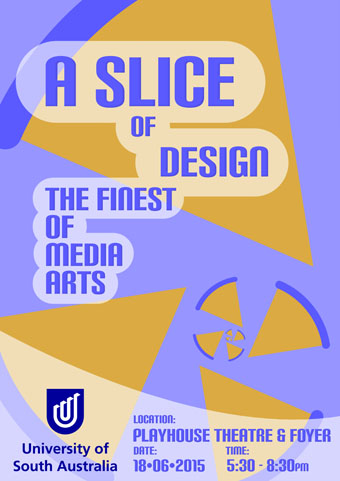 A SLICE
OF
DESIGN
THE FINEST
OF
MEDIA
ARTS
University of
South Australia
LOCATION:
PLAYHOUSE THEATRE & FOYER
DATE:
18•06•2015
TIME:
5:30 - 8:30PM